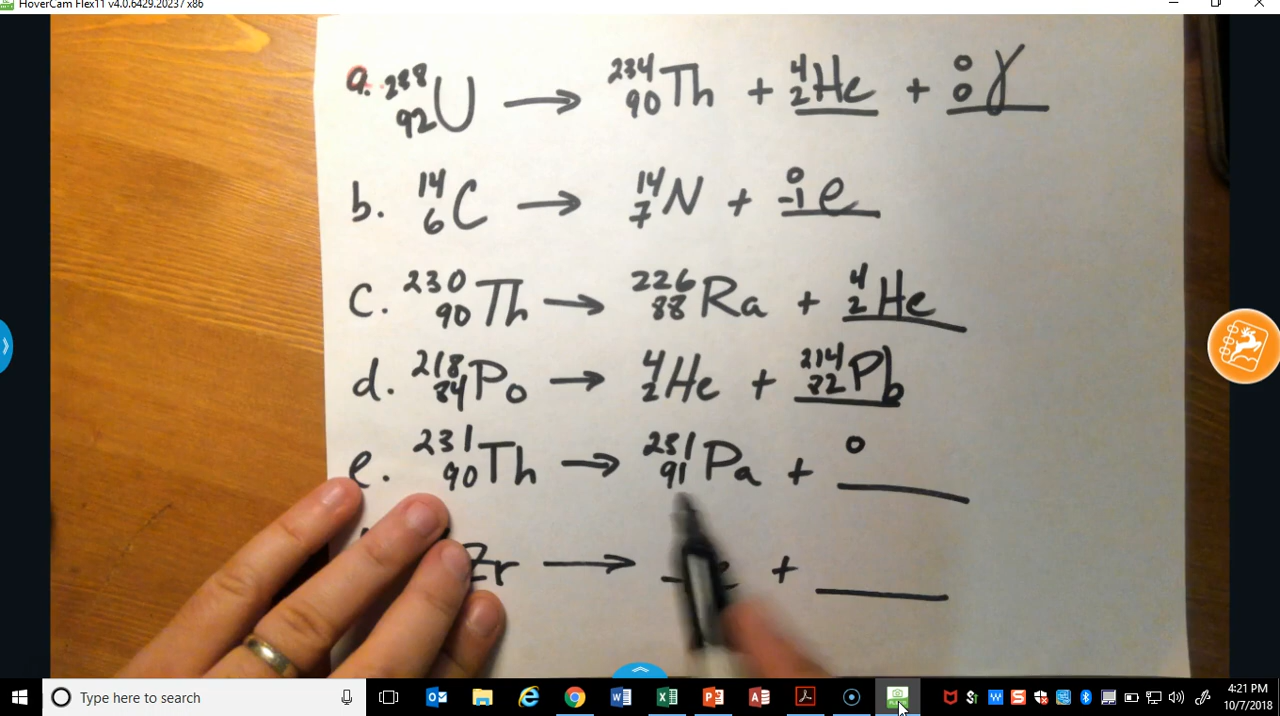 HoverCam Flex11 v4.0.6429.20237 x86
a. ²³⁸₉₂U → ²³⁴₉₀Th + ⁴₂He + ⁰₀γ
b. ¹⁴₆C → ¹⁴₇N + ⁰₋₁e
c. ²³⁰₉₀Th → ²²⁶₈₈Ra + ⁴₂He
d. ²¹⁸₈₄Po → ⁴₂He + ²¹⁴₈₂Pb
e. ²³¹₉₀Th → ²³¹₉₁Pa + ⁰
Zr → +
Type here to search
4:21 PM
10/7/2018